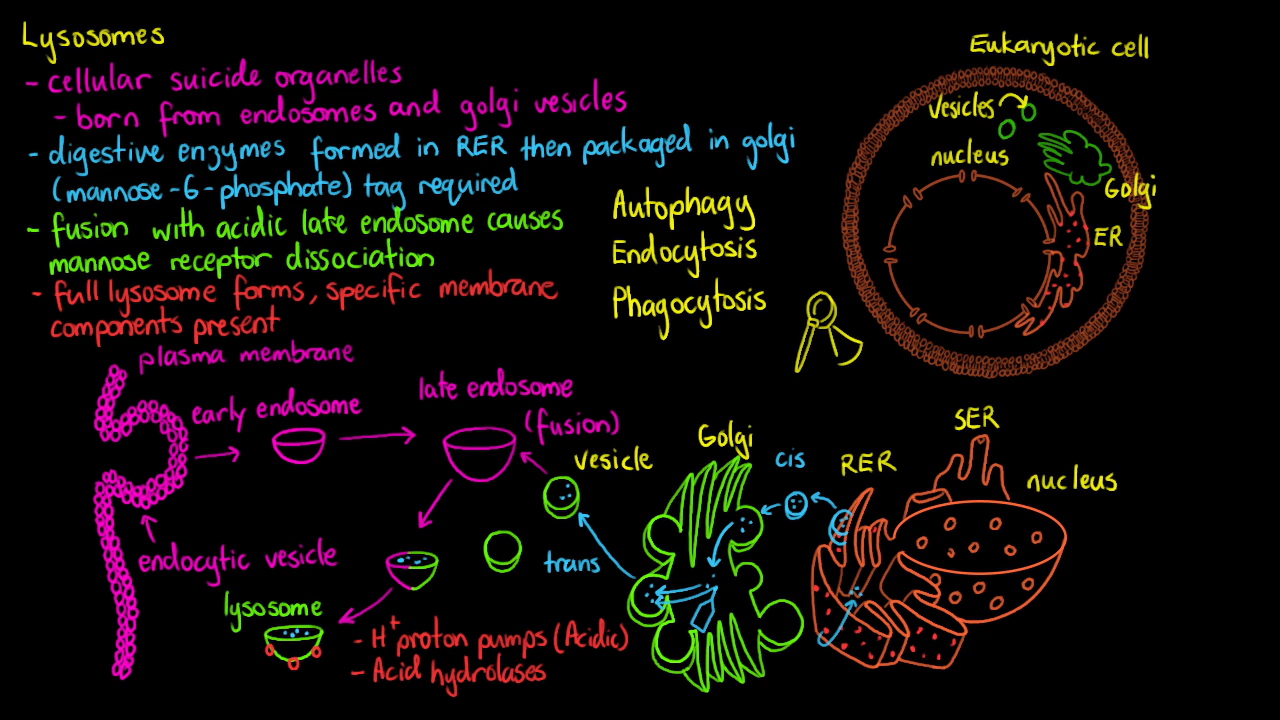 Lysosomes
- cellular suicide organelles
- born from endosomes and golgi vesicles
- digestive enzymes formed in RER then packaged in golgi
(mannose-6-phosphate) tag required
- fusion with acidic late endosome causes
mannose receptor dissociation
- full lysosome forms, specific membrane
components present
Autophagy
Endocytosis
Phagocytosis
Eukaryotic cell
Vesicles
nucleus
Golgi
ER
plasma membrane
early endosome
late endosome
(fusion)
vesicle
Golgi
cis
RER
SER
nucleus
endocytic vesicle
trans
lysosome
- H+ proton pumps (Acidic)
- Acid hydrolases